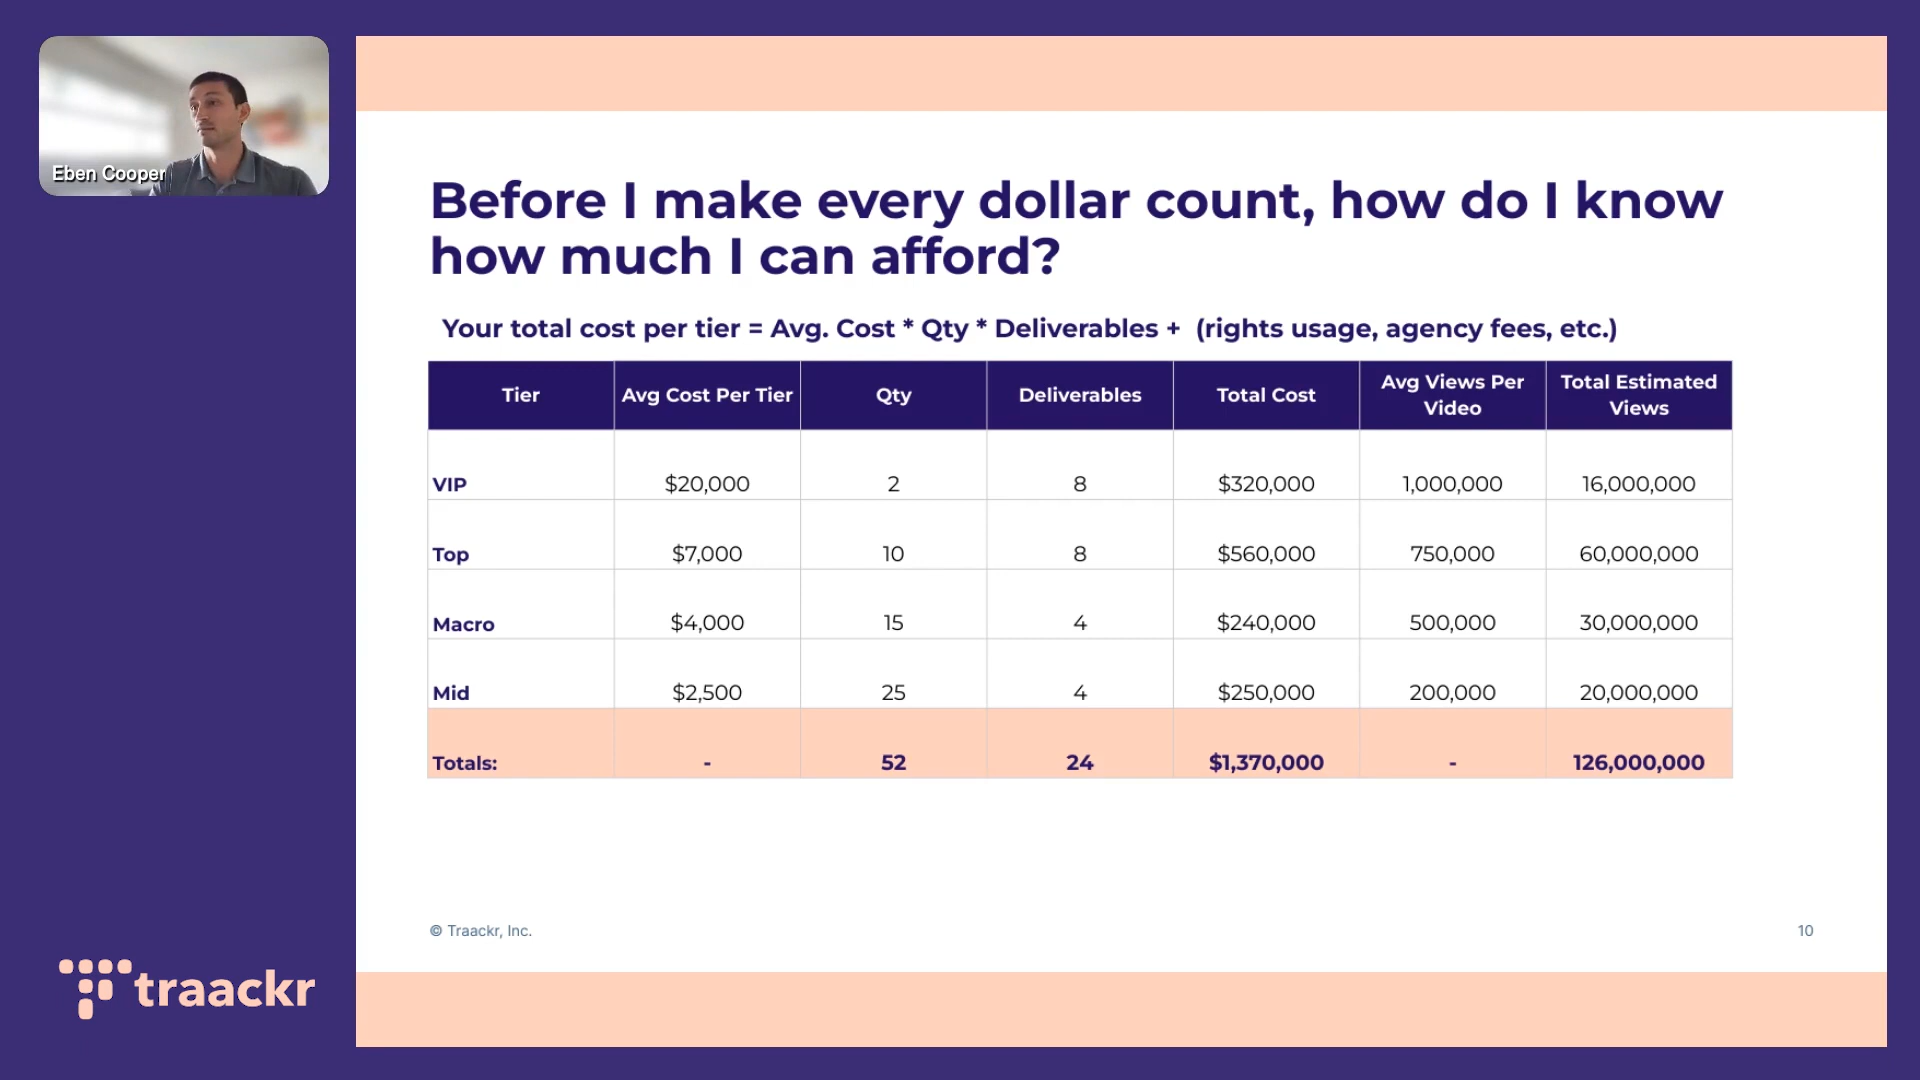 Eben Cooper
Before I make every dollar count, how do I know
how much I can afford?
Your total cost per tier = Avg. Cost * Qty * Deliverables + (rights usage, agency fees, etc.)
Tier Avg Cost Per Tier Qty Deliverables Total Cost Avg Views Per Video Total Estimated Views
VIP $20,000 2 8 $320,000 1,000,000 16,000,000
Top $7,000 10 8 $560,000 750,000 60,000,000
Macro $4,000 15 4 $240,000 500,000 30,000,000
Mid $2,500 25 4 $250,000 200,000 20,000,000
Totals: - 52 24 $1,370,000 - 126,000,000
© Traackr, Inc. 10
traackr